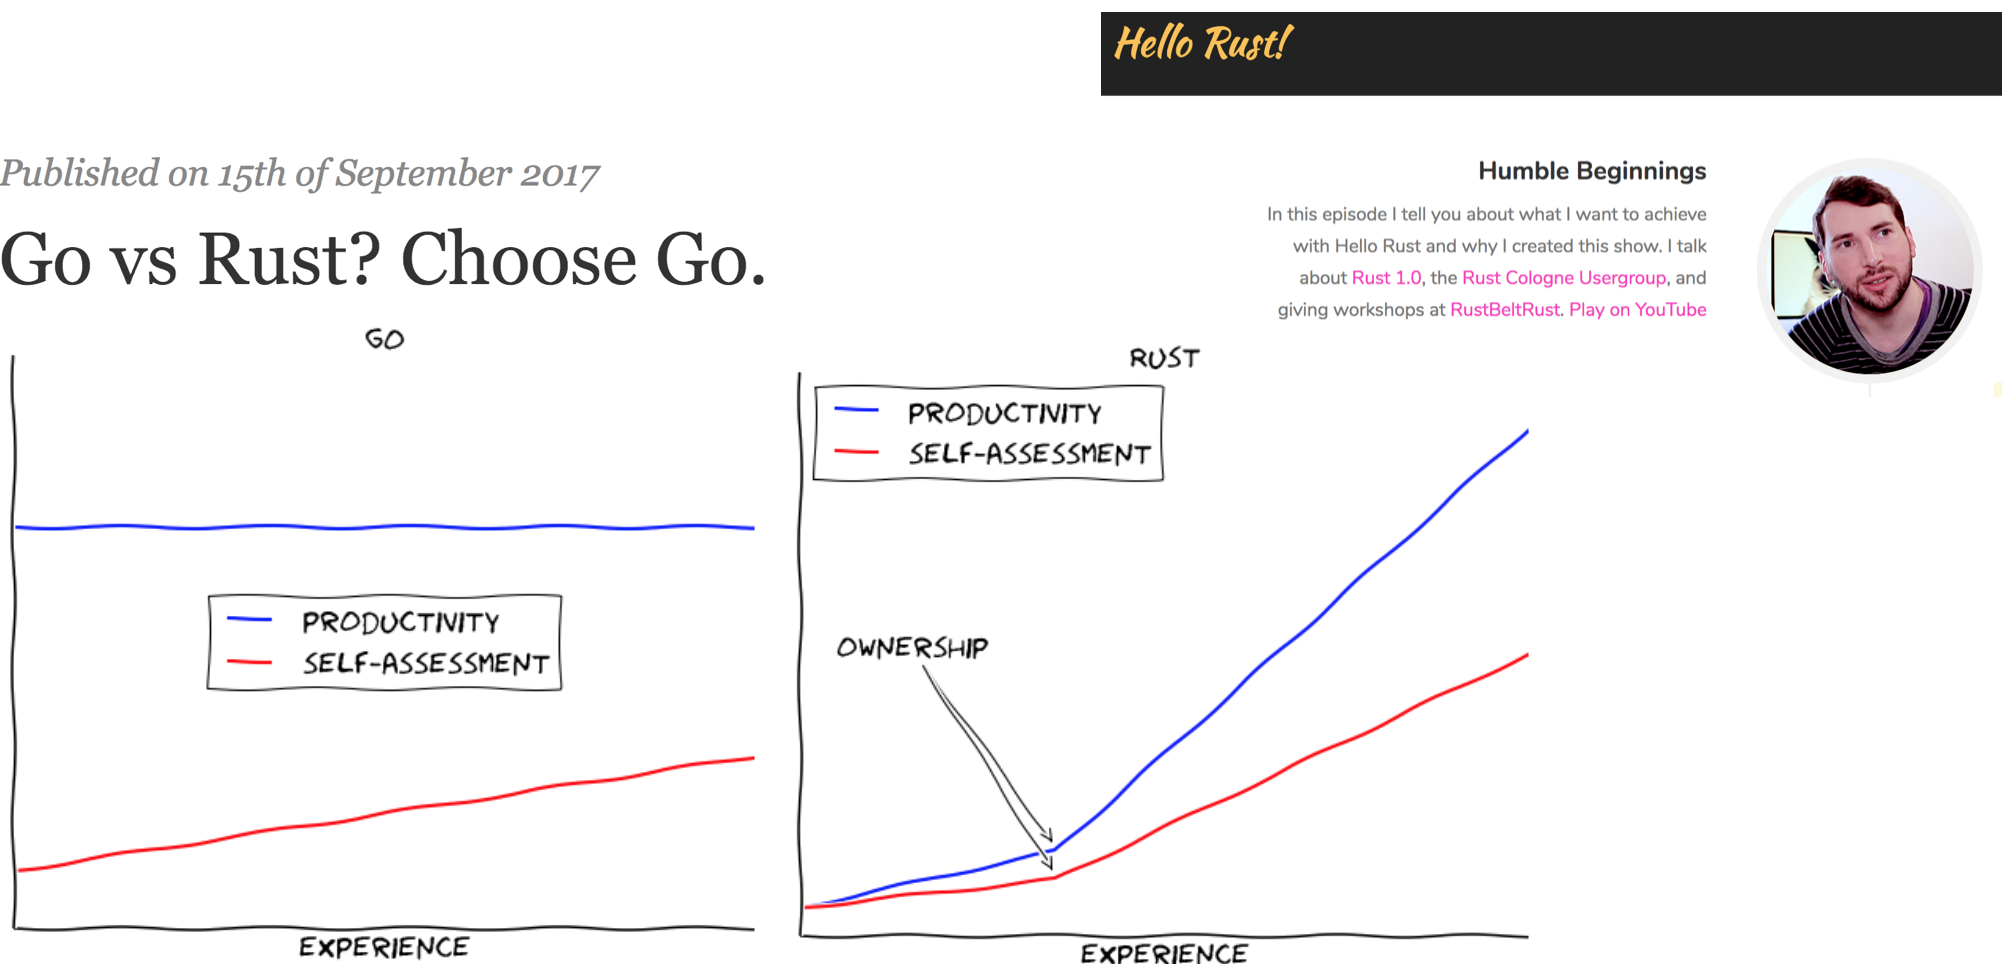 Hello Rust!
Published on 15th of September 2017
Go vs Rust? Choose Go.
Humble Beginnings
In this episode I tell you about what I want to achieve
with Hello Rust and why I created this show. I talk
about Rust 1.0, the Rust Cologne Usergroup, and
giving workshops at RustBeltRust. Play on YouTube
GO
PRODUCTIVITY
SELF-ASSESSMENT
EXPERIENCE
RUST
PRODUCTIVITY
SELF-ASSESSMENT
OWNERSHIP
EXPERIENCE